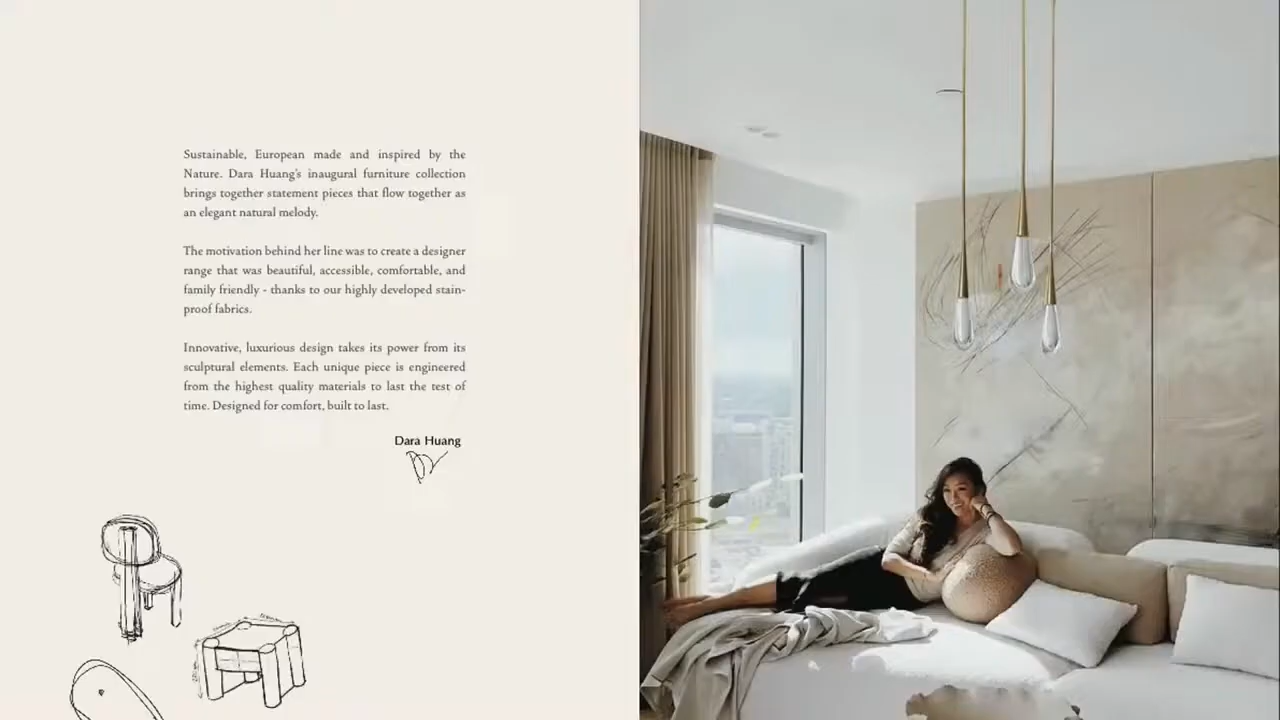 Sustainable, European made and inspired by the
Nature. Dara Huang's inaugural furniture collection
brings together statement pieces that flow together as
an elegant natural melody.
The motivation behind her line was to create a designer
range that was beautiful, accessible, comfortable, and
family friendly - thanks to our highly developed stain-
proof fabrics.
Innovative, luxurious design takes its power from its
sculptural elements. Each unique piece is engineered
from the highest quality materials to last the test of
time. Designed for comfort, built to last.
Dara Huang